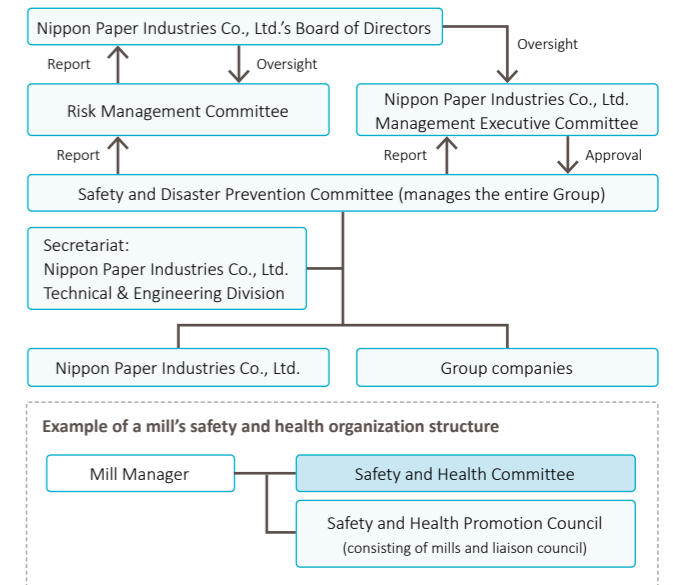 Nippon Paper Industries Co., Ltd.’s Board of Directors
Oversight
Report
Oversight
Risk Management Committee
Nippon Paper Industries Co., Ltd.
Management Executive Committee
Report
Report
Approval
Safety and Disaster Prevention Committee (manages the entire Group)
Secretariat:
Nippon Paper Industries Co., Ltd.
Technical & Engineering Division
Nippon Paper Industries Co., Ltd.
Group companies
Example of a mill’s safety and health organization structure
Mill Manager
Safety and Health Committee
Safety and Health Promotion Council
(consisting of mills and liaison council)